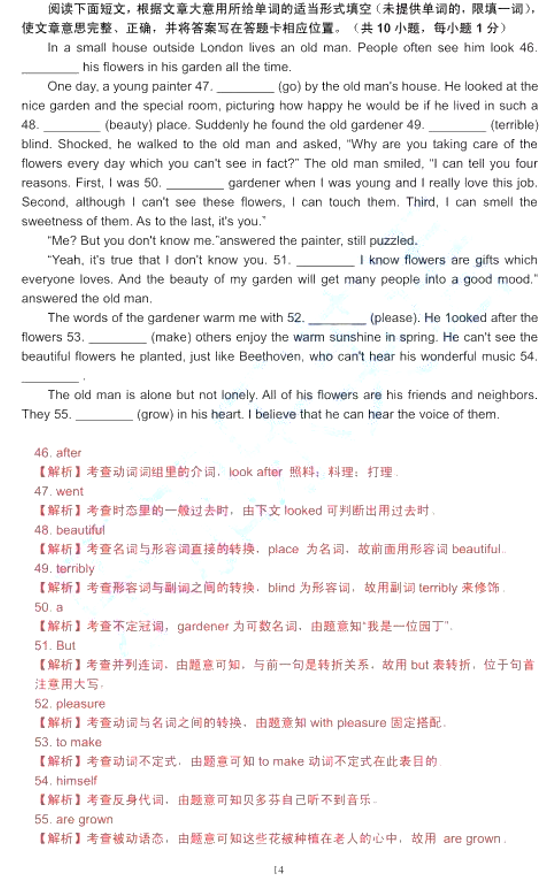 阅读下面短文，根据文章大意用所给单词的适当形式填空（未提供单词的，限填一词），
使文章意思完整、正确，并将答案写在答题卡相应位置。（共 10 小题，每小题 1 分）
In a small house outside London lives an old man. People often see him look 46.
________ his flowers in his garden all the time.
One day, a young painter 47. ________ (go) by the old man's house. He looked at the
nice garden and the special room, picturing how happy he would be if he lived in such a
48. ________ (beauty) place. Suddenly he found the old gardener 49. ________ (terrible)
blind. Shocked, he walked to the old man and asked, "Why are you taking care of the
flowers every day which you can't see in fact?" The old man smiled, "I can tell you four
reasons. First, I was 50. ________ gardener when I was young and I really love this job.
Second, although I can't see these flowers, I can touch them. Third, I can smell the
sweetness of them. As to the last, it's you."
"Me? But you don't know me."answered the painter, still puzzled.
"Yeah, it's true that I don't know you. 51. ________ I know flowers are gifts which
everyone loves. And the beauty of my garden will get many people into a good mood."
answered the old man.
The words of the gardener warm me with 52. ________ (please). He 1ooked after the
flowers 53. ________ (make) others enjoy the warm sunshine in spring. He can't see the
beautiful flowers he planted, just like Beethoven, who can't hear his wonderful music 54.
________ .
The old man is alone but not lonely. All of his flowers are his friends and neighbors.
They 55. ________ (grow) in his heart. I believe that he can hear the voice of them.
46. after
【解析】考查动词词组里的介词，look after 照料；料理；打理.
47. went
【解析】考查时态里的一般过去时，由下文 looked 可判断出用过去时.
48. beautiful
【解析】考查名词与形容词直接的转换，place 为名词，故前面用形容词 beautiful.
49. terribly
【解析】考查形容词与副词之间的转换，blind 为形容词，故用副词 terribly 来修饰.
50. a
【解析】考查不定冠词，gardener 为可数名词，由题意知"我是一位园丁".
51. But
【解析】考查并列连词，由题意可知，与前一句是转折关系，故用 but 表转折，位于句首
注意用大写.
52. pleasure
【解析】考查动词与名词之间的转换，由题意知 with pleasure 固定搭配.
53. to make
【解析】考查动词不定式，由题意可知 to make 动词不定式在此表目的.
54. himself
【解析】考查反身代词，由题意可知贝多芬自己听不到音乐.
55. are grown
【解析】考查被动语态，由题意可知这些花被种植在老人的心中，故用 are grown.
14